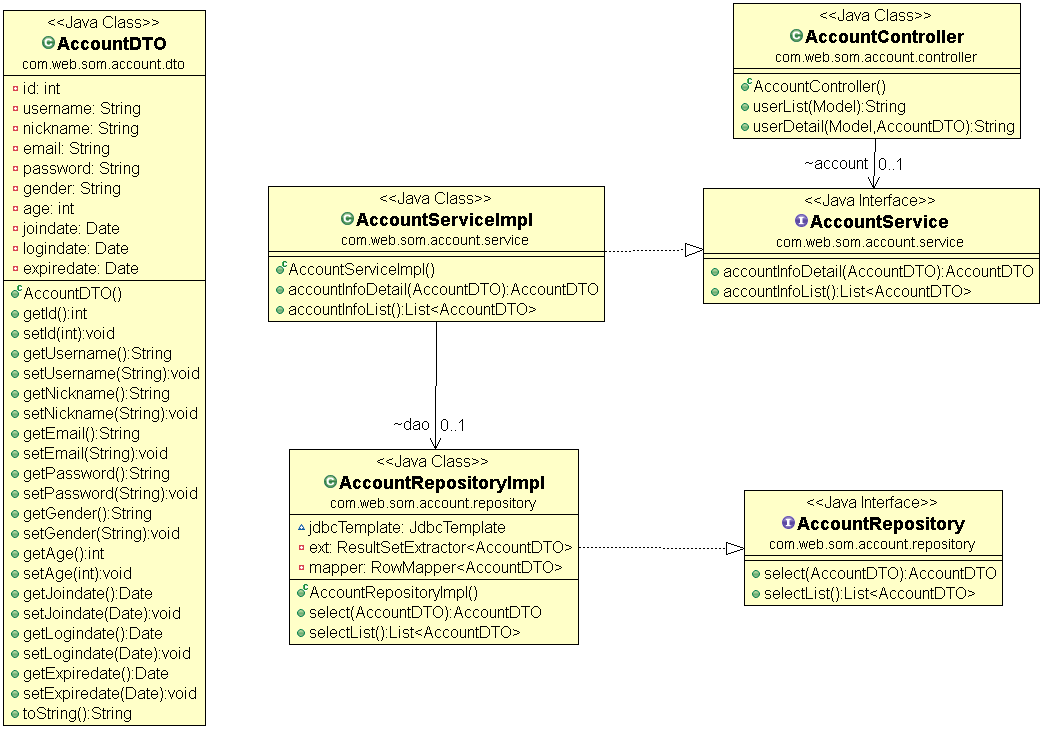 <<Java Class>>
AccountDTO
com.web.som.account.dto
id: int
username: String
nickname: String
email: String
password: String
gender: String
age: int
joindate: Date
logindate: Date
expiredate: Date
AccountDTO()
getId():int
setId(int):void
getUsername():String
setUsername(String):void
getNickname():String
setNickname(String):void
getEmail():String
setEmail(String):void
getPassword():String
setPassword(String):void
getGender():String
setGender(String):void
getAge():int
setAge(int):void
getJoindate():Date
setJoindate(Date):void
getLogindate():Date
setLogindate(Date):void
getExpiredate():Date
setExpiredate(Date):void
toString():String
<<Java Class>>
AccountController
com.web.som.account.controller
AccountController()
userList(Model):String
userDetail(Model,AccountDTO):String
~account 0..1
<<Java Class>>
AccountServiceImpl
com.web.som.account.service
AccountServiceImpl()
accountInfoDetail(AccountDTO):AccountDTO
accountInfoList():List<AccountDTO>
<<Java Interface>>
AccountService
com.web.som.account.service
accountInfoDetail(AccountDTO):AccountDTO
accountInfoList():List<AccountDTO>
~dao 0..1
<<Java Class>>
AccountRepositoryImpl
com.web.som.account.repository
jdbcTemplate: JdbcTemplate
ext: ResultSetExtractor<AccountDTO>
mapper: RowMapper<AccountDTO>
AccountRepositoryImpl()
select(AccountDTO):AccountDTO
selectList():List<AccountDTO>
<<Java Interface>>
AccountRepository
com.web.som.account.repository
select(AccountDTO):AccountDTO
selectList():List<AccountDTO>